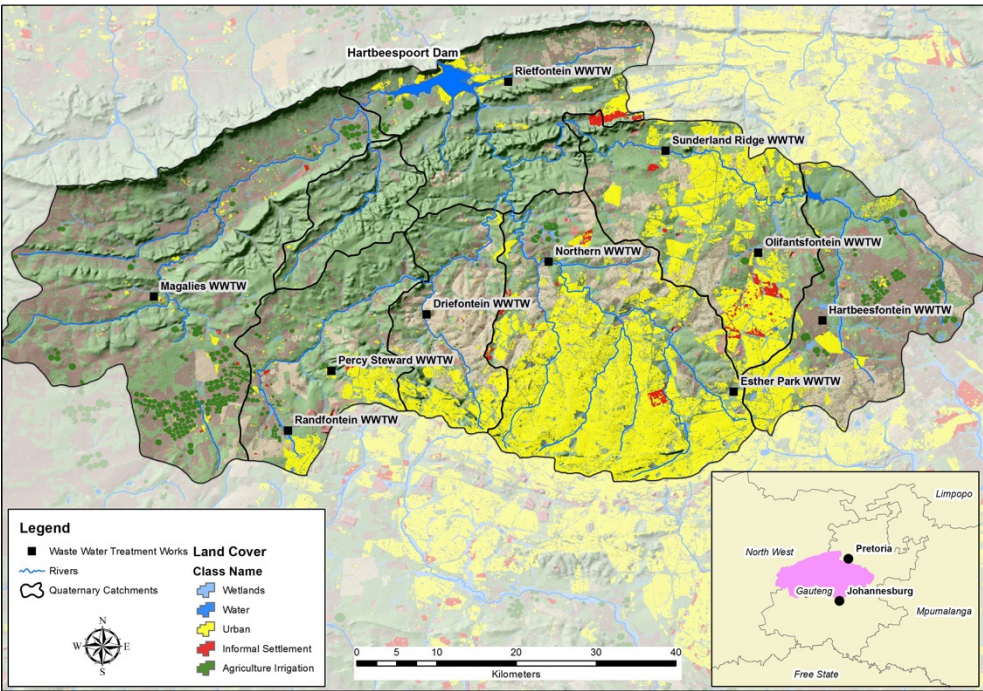 Hartbeespoort Dam
Rietfontein WWTW
Sunderland Ridge WWTW
Olifantsfontein WWTW
Northern WWTW
Magalies WWTW
Driefontein WWTW
Hartbeesfontein WWTW
Percy Steward WWTW
Esther Park WWTW
Randfontein WWTW
Legend
Waste Water Treatment Works
Rivers
Quaternary Catchments
Land Cover
Class Name
Wetlands
Water
Urban
Informal Settlement
Agriculture Irrigation
N
W E
S
0 5 10 20 30 40
Kilometers
Limpopo
North West
Pretoria
Gauteng
Johannesburg
Mpumalanga
Free State